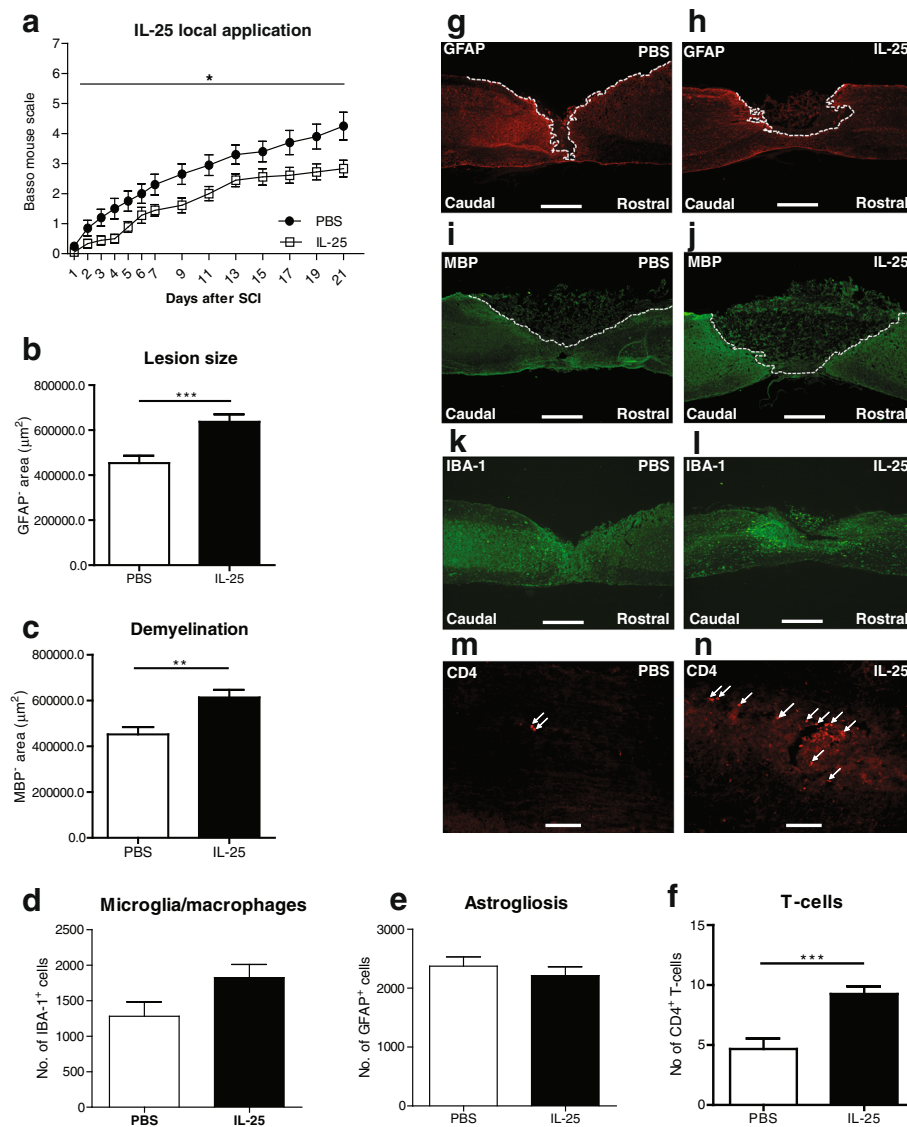 a
IL-25 local application
7
6
5
4
3
2
1
0
*
Basso mouse scale
PBS
IL-25
1 2 3 4 5 6 7 9 11 13 15 17 19 21
Days after SCI
b
Lesion size
800000.0
600000.0
400000.0
200000.0
0.0
***
GFAP⁻ area (μm²)
PBS IL-25
c
Demyelination
800000.0
600000.0
400000.0
200000.0
0.0
**
MBP⁻ area (μm²)
PBS IL-25
d
Microglia/macrophages
2500
2000
1500
1000
500
0
No. of IBA-1⁺ cells
PBS IL-25
e
Astrogliosis
3000
2000
1000
0
No. of GFAP⁺ cells
PBS IL-25
f
T-cells
15
10
5
0
***
No of CD4⁺ T-cells
PBS IL-25
g
GFAP PBS
Caudal Rostral
h
GFAP IL-25
Caudal Rostral
i
MBP PBS
Caudal Rostral
j
MBP IL-25
Caudal Rostral
k
IBA-1 PBS
Caudal Rostral
l
IBA-1 IL-25
Caudal Rostral
m
CD4 PBS
n
CD4 IL-25